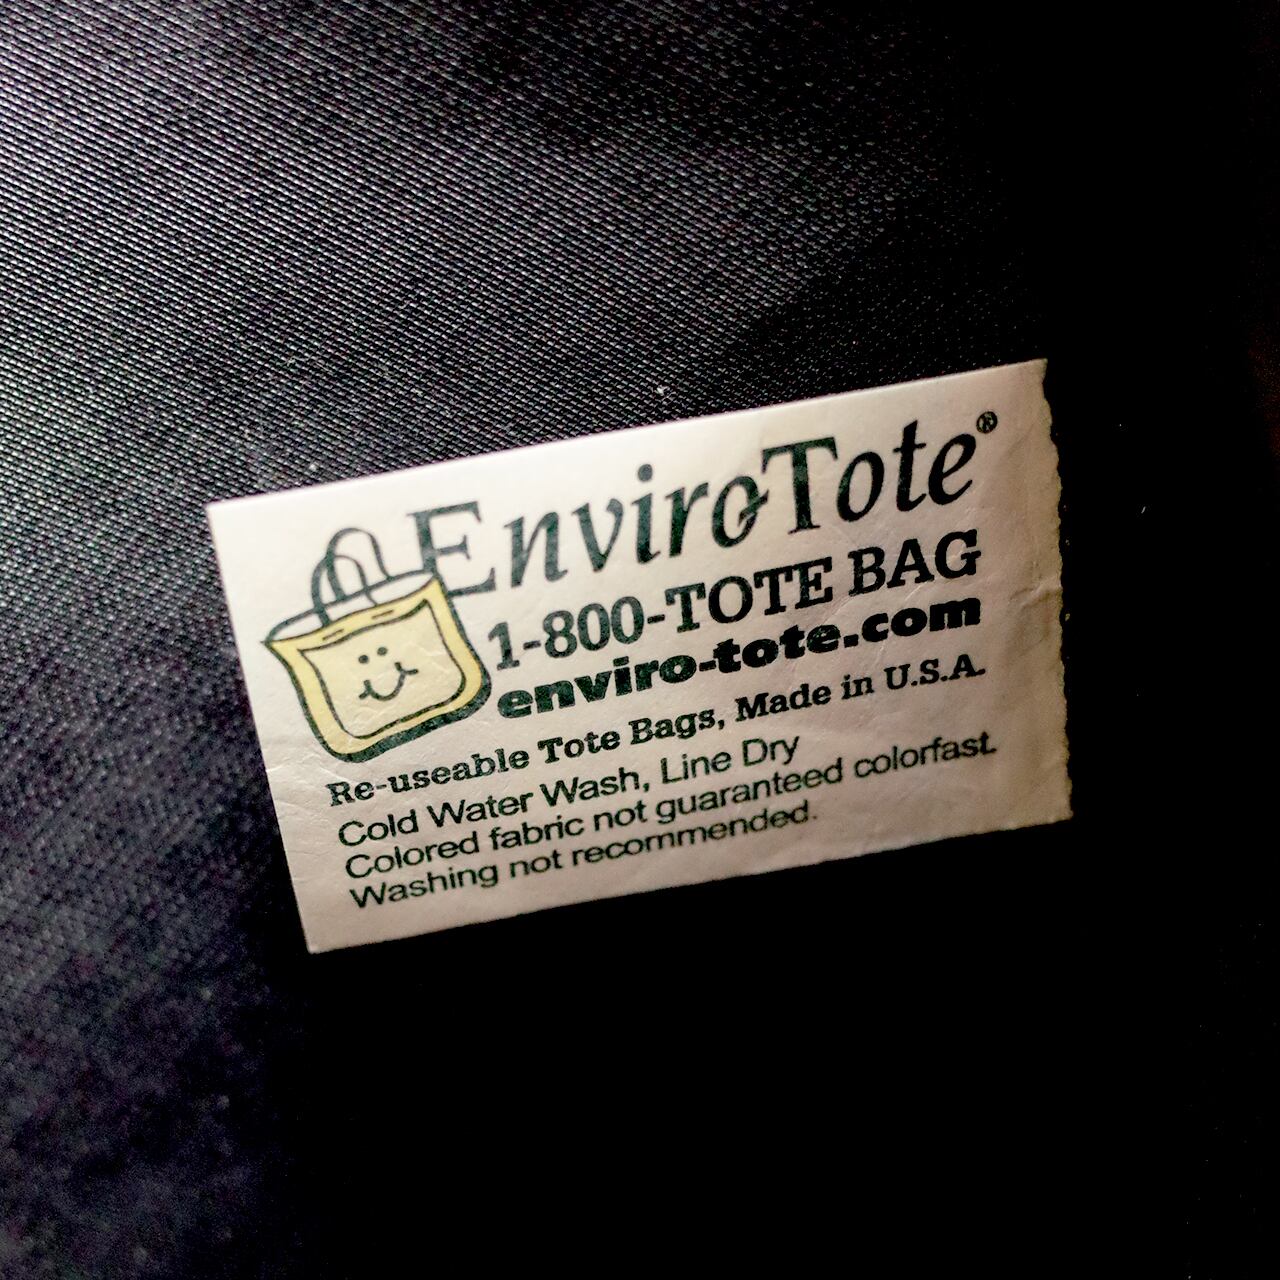 EnviroTote®
1-800-TOTE BAG
enviro-tote.com
Re-useable Tote Bags, Made in U.S.A.
Cold Water Wash, Line Dry
Colored fabric not guaranteed colorfast.
Washing not recommended.